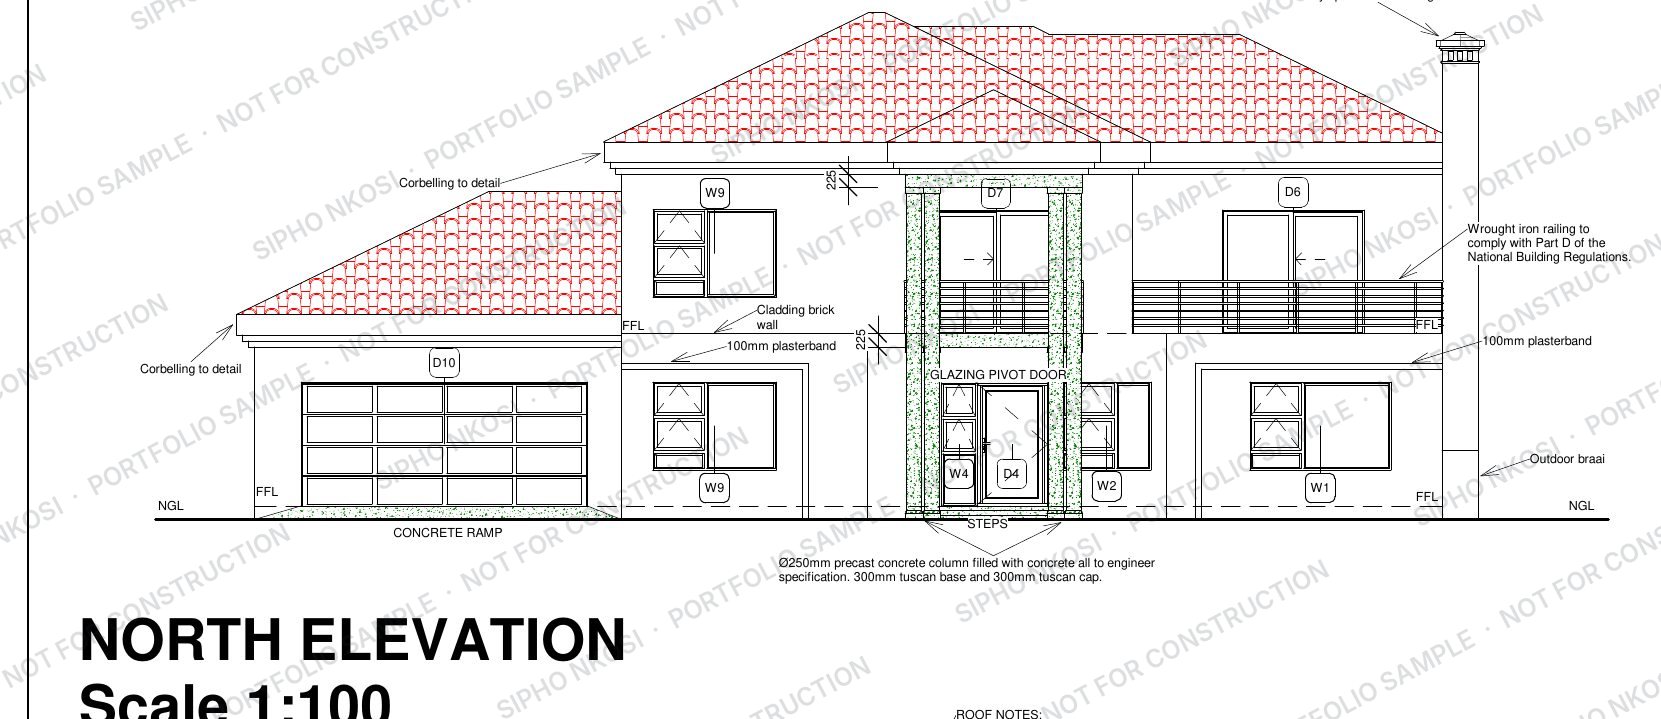 Corbelling to detail
W9
225
D7
D6
Wrought iron railing to
comply with Part D of the
National Building Regulations.
Cladding brick
wall
FFL
225
FFL
100mm plasterband
100mm plasterband
Corbelling to detail
D10
GLAZING PIVOT DOOR
W9
W4
D4
W2
W1
Outdoor braai
NGL
FFL
FFL
NGL
CONCRETE RAMP
STEPS
Ø250mm precast concrete column filled with concrete all to engineer
specification. 300mm tuscan base and 300mm tuscan cap.
NORTH ELEVATION
Scale 1:100
ROOF NOTES:
SIPHO NKOSI · PORTFOLIO SAMPLE · NOT FOR CONSTRUCTION